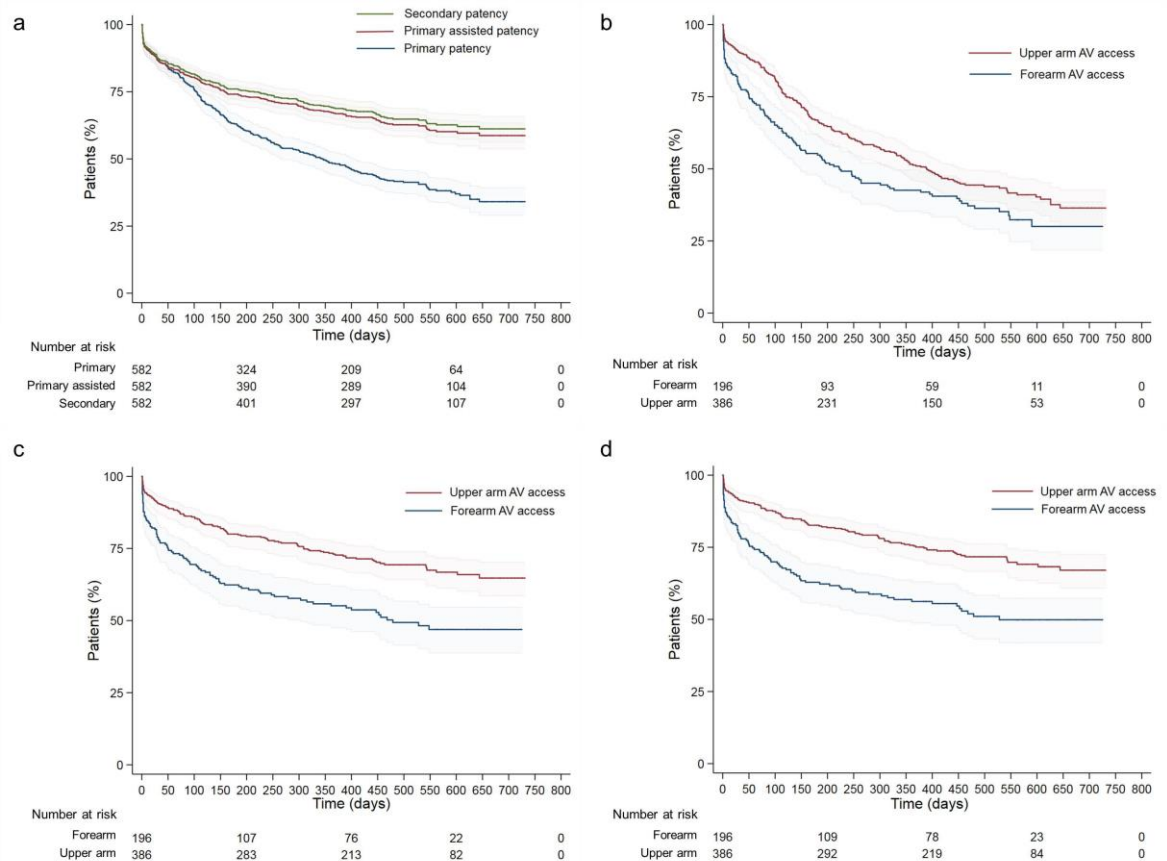 a
Secondary patency
Primary assisted patency
Primary patency
100
75
50
25
0
Patients (%)
0 50 100 150 200 250 300 350 400 450 500 550 600 650 700 750 800
Time (days)
Number at risk
Primary 582 324 209 64 0
Primary assisted 582 390 289 104 0
Secondary 582 401 297 107 0
b
Upper arm AV access
Forearm AV access
100
75
50
25
0
Patients (%)
0 50 100 150 200 250 300 350 400 450 500 550 600 650 700 750 800
Time (days)
Number at risk
Forearm 196 93 59 11 0
Upper arm 386 231 150 53 0
c
Upper arm AV access
Forearm AV access
100
75
50
25
0
Patients (%)
0 50 100 150 200 250 300 350 400 450 500 550 600 650 700 750 800
Time (days)
Number at risk
Forearm 196 107 76 22 0
Upper arm 386 283 213 82 0
d
Upper arm AV access
Forearm AV access
100
75
50
25
0
Patients (%)
0 50 100 150 200 250 300 350 400 450 500 550 600 650 700 750 800
Time (days)
Number at risk
Forearm 196 109 78 23 0
Upper arm 386 292 219 84 0